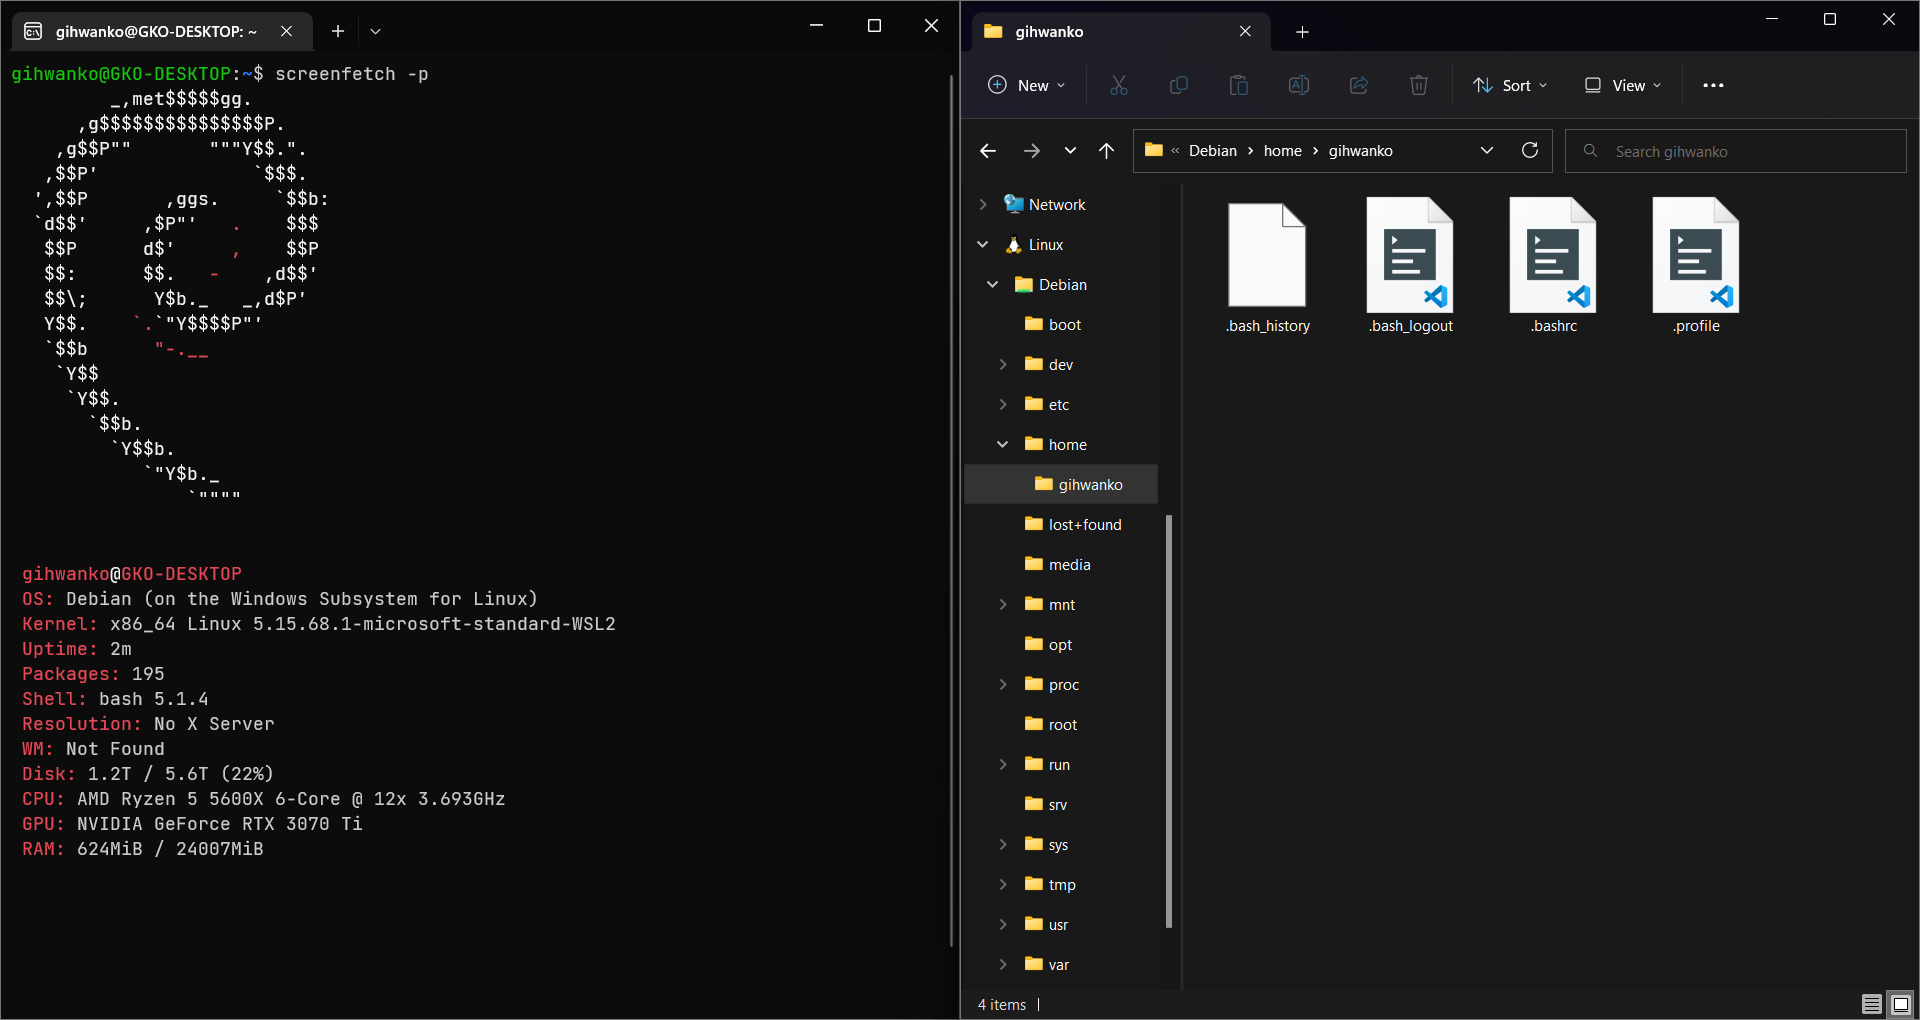 gihwanko@GKO-DESKTOP: ~
gihwanko@GKO-DESKTOP:~$ screenfetch -p
         _,met$$$$$gg.
      ,g$$$$$$$$$$$$$$$P.
    ,g$$P""       """Y$$.".
   ,$$P'              `$$$.
  ',$$P       ,ggs.     `$$b:
  `d$$'     ,$P"'   .    $$$
   $$P      d$'     ,    $$P
   $$:      $$.   -    ,d$$'
   $$\;      Y$b._   _,d$P'
   Y$$.    `.`"Y$$$$P"'
   `$$b      "-.__
    `Y$$
     `Y$$.
       `$$b.
         `Y$$b.
            `"Y$b._
                `""""
gihwanko@GKO-DESKTOP
OS: Debian (on the Windows Subsystem for Linux)
Kernel: x86_64 Linux 5.15.68.1-microsoft-standard-WSL2
Uptime: 2m
Packages: 195
Shell: bash 5.1.4
Resolution: No X Server
WM: Not Found
Disk: 1.2T / 5.6T (22%)
CPU: AMD Ryzen 5 5600X 6-Core @ 12x 3.693GHz
GPU: NVIDIA GeForce RTX 3070 Ti
RAM: 624MiB / 24007MiB
gihwanko
New
Sort
View
« Debian > home > gihwanko
Search gihwanko
Network
Linux
Debian
boot
dev
etc
home
gihwanko
lost+found
media
mnt
opt
proc
root
run
srv
sys
tmp
usr
var
.bash_history
.bash_logout
.bashrc
.profile
4 items